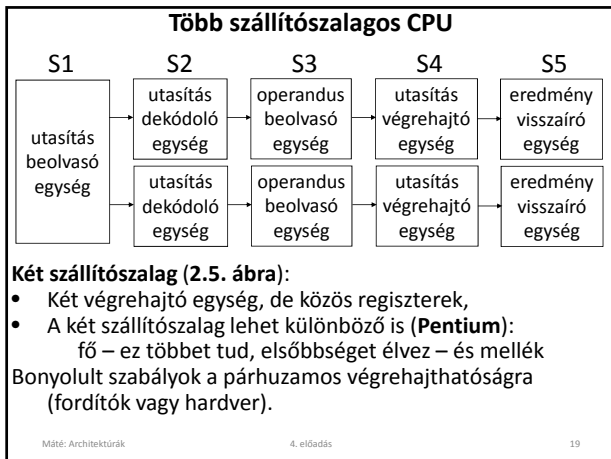 Több szállítószalagos CPU
S1 S2 S3 S4 S5
utasítás
beolvasó
egység
utasítás
dekódoló
egység
operandus
beolvasó
egység
utasítás
végrehajtó
egység
eredmény
visszaíró
egység
utasítás
dekódoló
egység
operandus
beolvasó
egység
utasítás
végrehajtó
egység
eredmény
visszaíró
egység
Két szállítószalag (2.5. ábra):
• Két végrehajtó egység, de közös regiszterek,
• A két szállítószalag lehet különböző is (Pentium):
fő – ez többet tud, elsőbbséget élvez – és mellék
Bonyolult szabályok a párhuzamos végrehajthatóságra
(fordítók vagy hardver).
Máté: Architektúrák 4. előadás 19